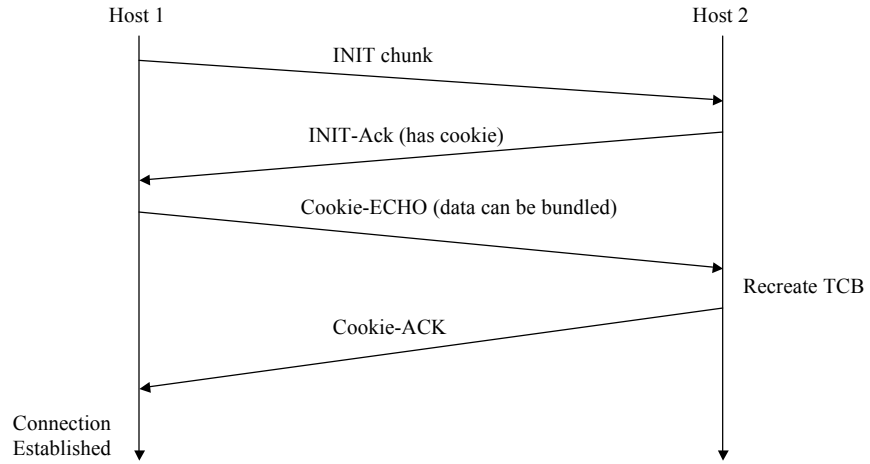 Host 1
Host 2
INIT chunk
INIT-Ack (has cookie)
Cookie-ECHO (data can be bundled)
Recreate TCB
Cookie-ACK
Connection
Established